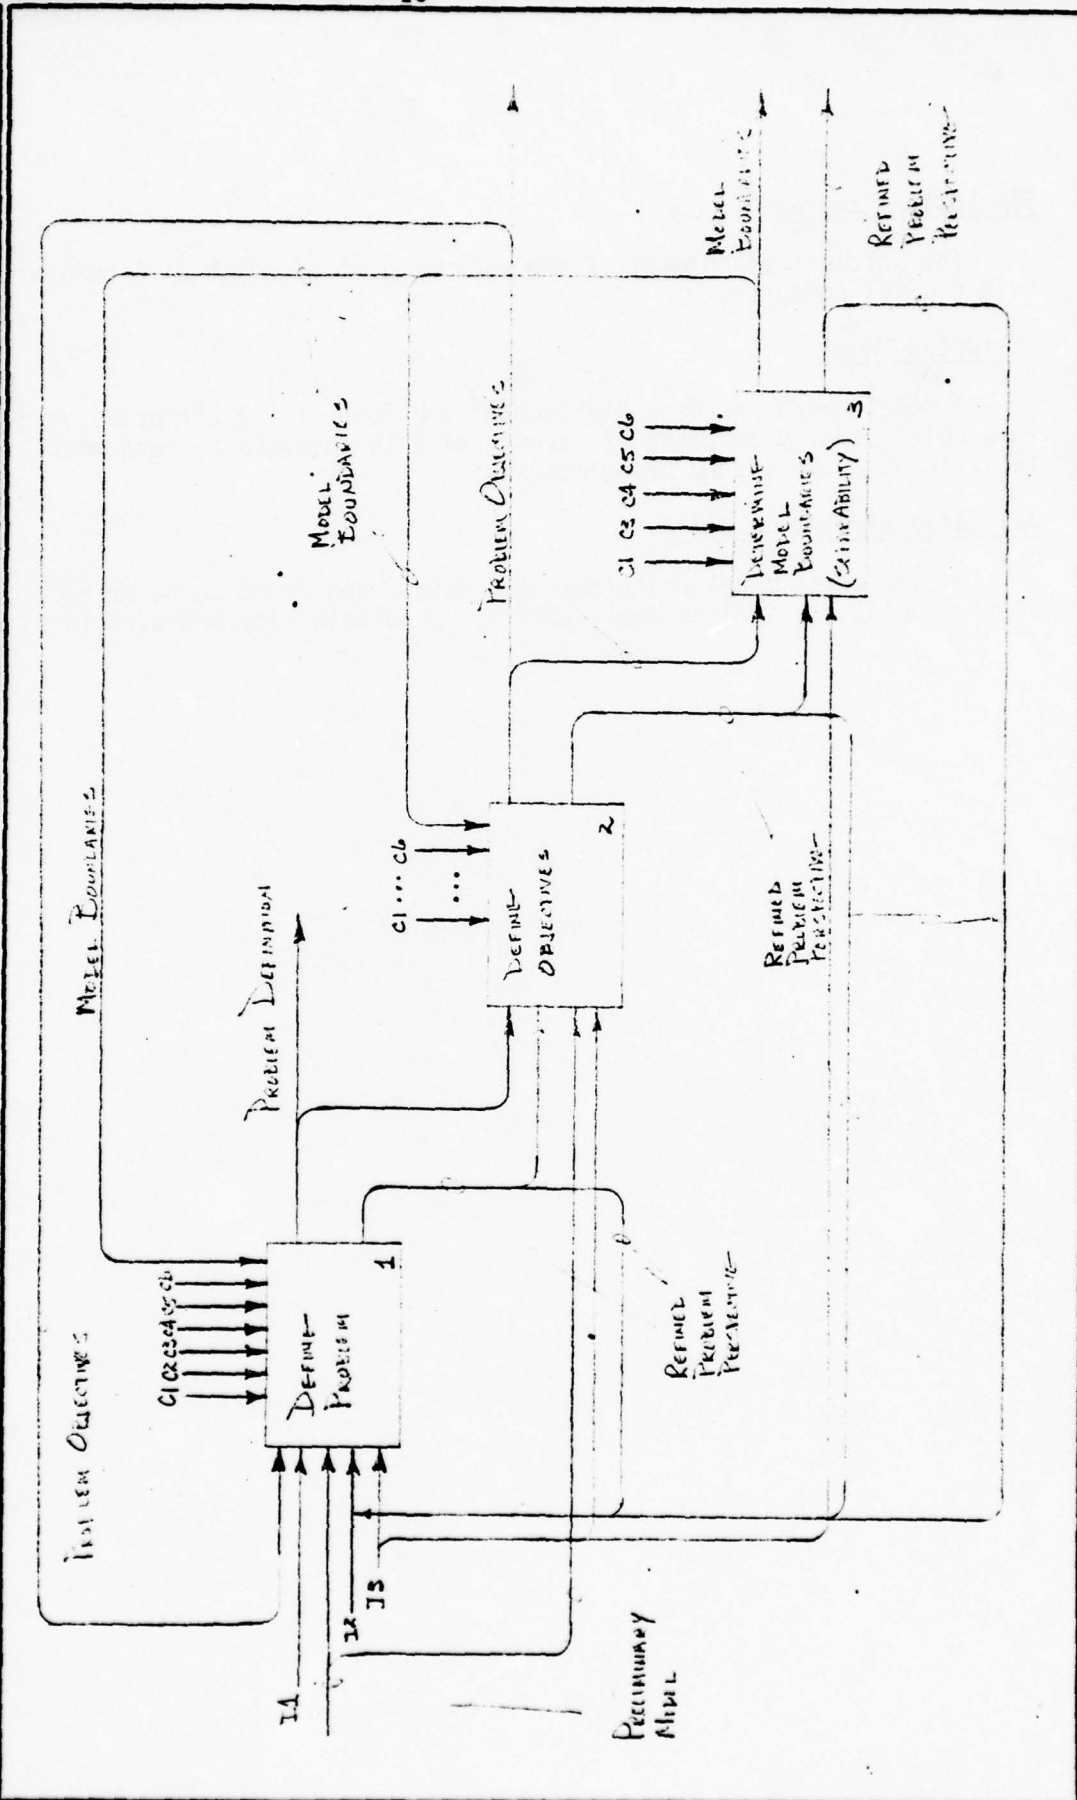 PROBLEM OBJECTIVES
MODEL BOUNDARIES
C1 C2 C3 C4 C5 C6
DEFINE
PROBLEM
1
I1
I2
I3
PRELIMINARY
MODEL
PROBLEM DEFINITION
REFINED
PROBLEM
PERSPECTIVE
C1 ... C6
...
DEFINE
OBJECTIVES
2
MODEL
BOUNDARIES
PROBLEM OBJECTIVES
REFINED
PROBLEM
PERSPECTIVE
C1 C3 C4 C5 C6
DETERMINE
MODEL
BOUNDARIES
3
MODEL
BOUNDARIES
REFINED
PROBLEM
PERSPECTIVE